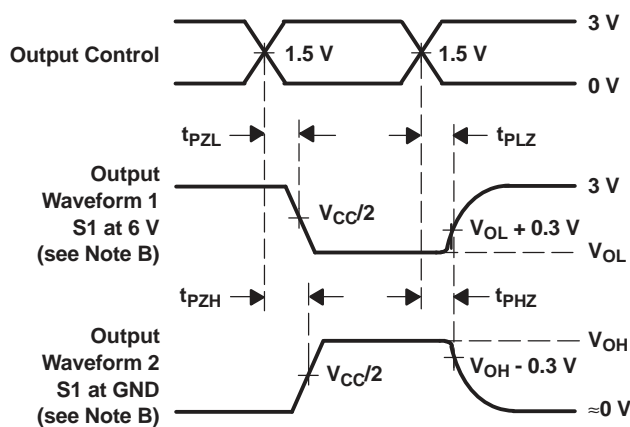 3 V
Output Control
1.5 V
1.5 V
0 V
tPZL
tPLZ
Output
Waveform 1
S1 at 6 V
(see Note B)
3 V
VCC/2
VOL + 0.3 V
VOL
tPZH
tPHZ
Output
Waveform 2
S1 at GND
(see Note B)
VOH
VCC/2
VOH - 0.3 V
≈0 V